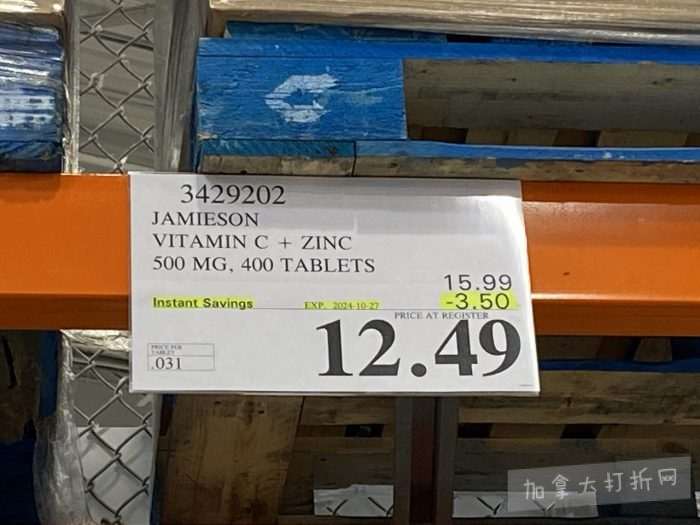 3429202
JAMIESON
VITAMIN C + ZINC
500 MG, 400 TABLETS
15.99
Instant Savings EXP. 2024-10-27 -3.50
PRICE AT REGISTER
12.49
PRICE PER
TABLET
.031
加拿大打折网